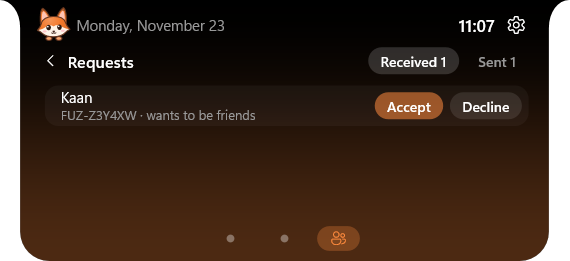 Monday, November 23
11:07
Requests
Received 1
Sent 1
Kaan
FUZ-Z3Y4XW · wants to be friends
Accept
Decline